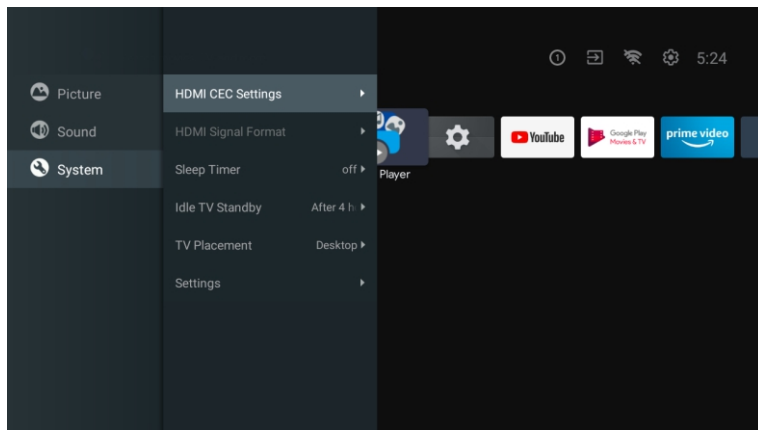 1
5:24
Picture
Sound
System
HDMI CEC Settings
HDMI Signal Format
Sleep Timer off
Idle TV Standby After 4 h
TV Placement Desktop
Settings
Player
YouTube
Google Play
Movies & TV
prime video